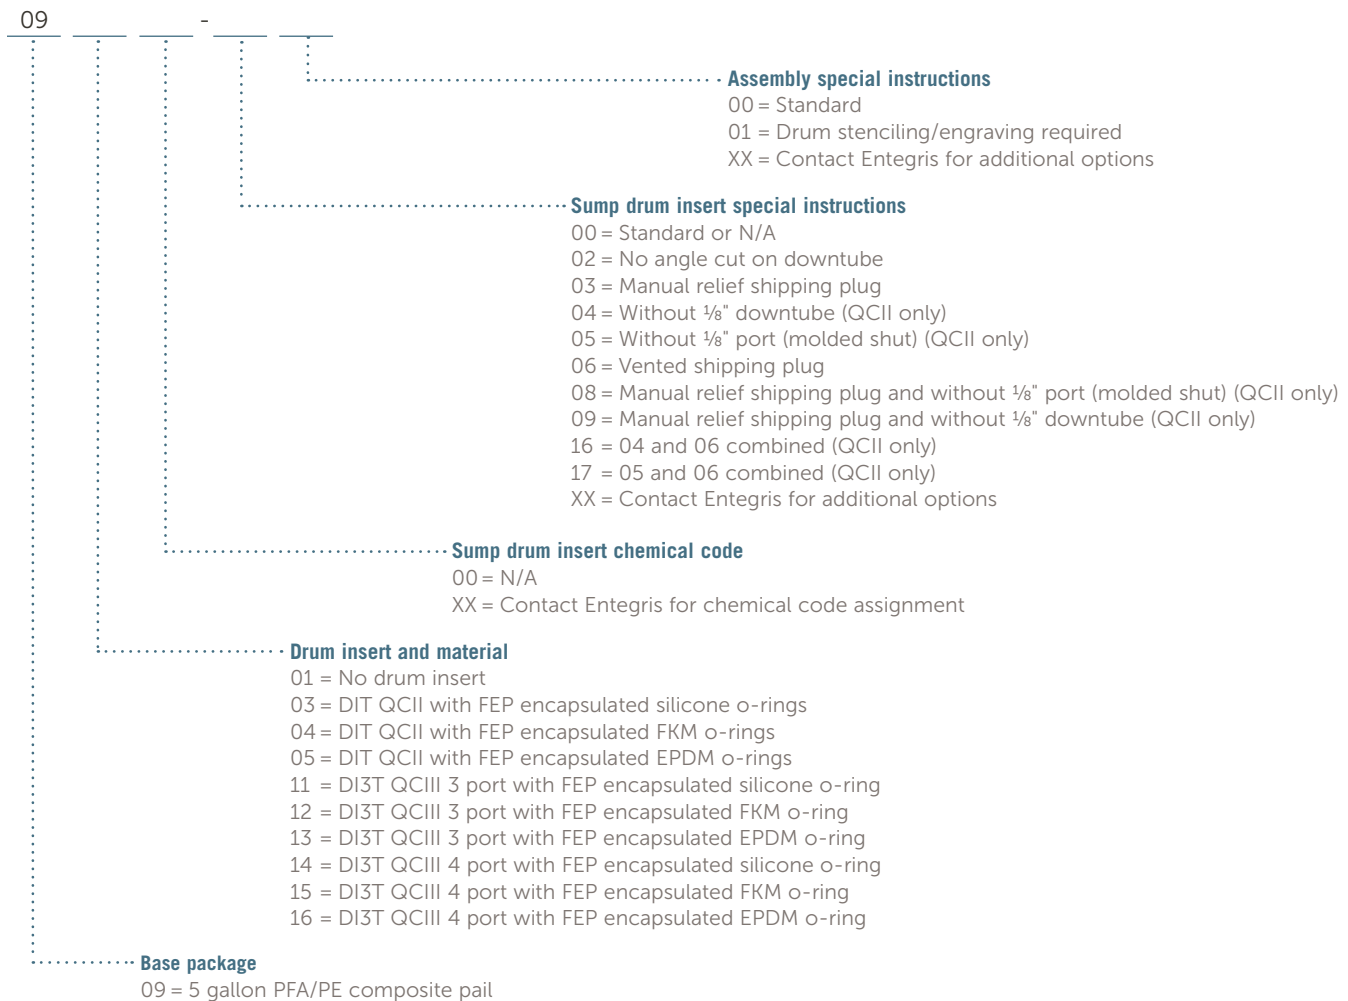 09 -
Assembly special instructions
00 = Standard
01 = Drum stenciling/engraving required
XX = Contact Entegris for additional options
Sump drum insert special instructions
00 = Standard or N/A
02 = No angle cut on downtube
03 = Manual relief shipping plug
04 = Without ⅛" downtube (QCII only)
05 = Without ⅛" port (molded shut) (QCII only)
06 = Vented shipping plug
08 = Manual relief shipping plug and without ⅛" port (molded shut) (QCII only)
09 = Manual relief shipping plug and without ⅛" downtube (QCII only)
16 = 04 and 06 combined (QCII only)
17 = 05 and 06 combined (QCII only)
XX = Contact Entegris for additional options
Sump drum insert chemical code
00 = N/A
XX = Contact Entegris for chemical code assignment
Drum insert and material
01 = No drum insert
03 = DIT QCII with FEP encapsulated silicone o-rings
04 = DIT QCII with FEP encapsulated FKM o-rings
05 = DIT QCII with FEP encapsulated EPDM o-rings
11 = DI3T QCIII 3 port with FEP encapsulated silicone o-ring
12 = DI3T QCIII 3 port with FEP encapsulated FKM o-ring
13 = DI3T QCIII 3 port with FEP encapsulated EPDM o-ring
14 = DI3T QCIII 4 port with FEP encapsulated silicone o-ring
15 = DI3T QCIII 4 port with FEP encapsulated FKM o-ring
16 = DI3T QCIII 4 port with FEP encapsulated EPDM o-ring
Base package
09 = 5 gallon PFA/PE composite pail